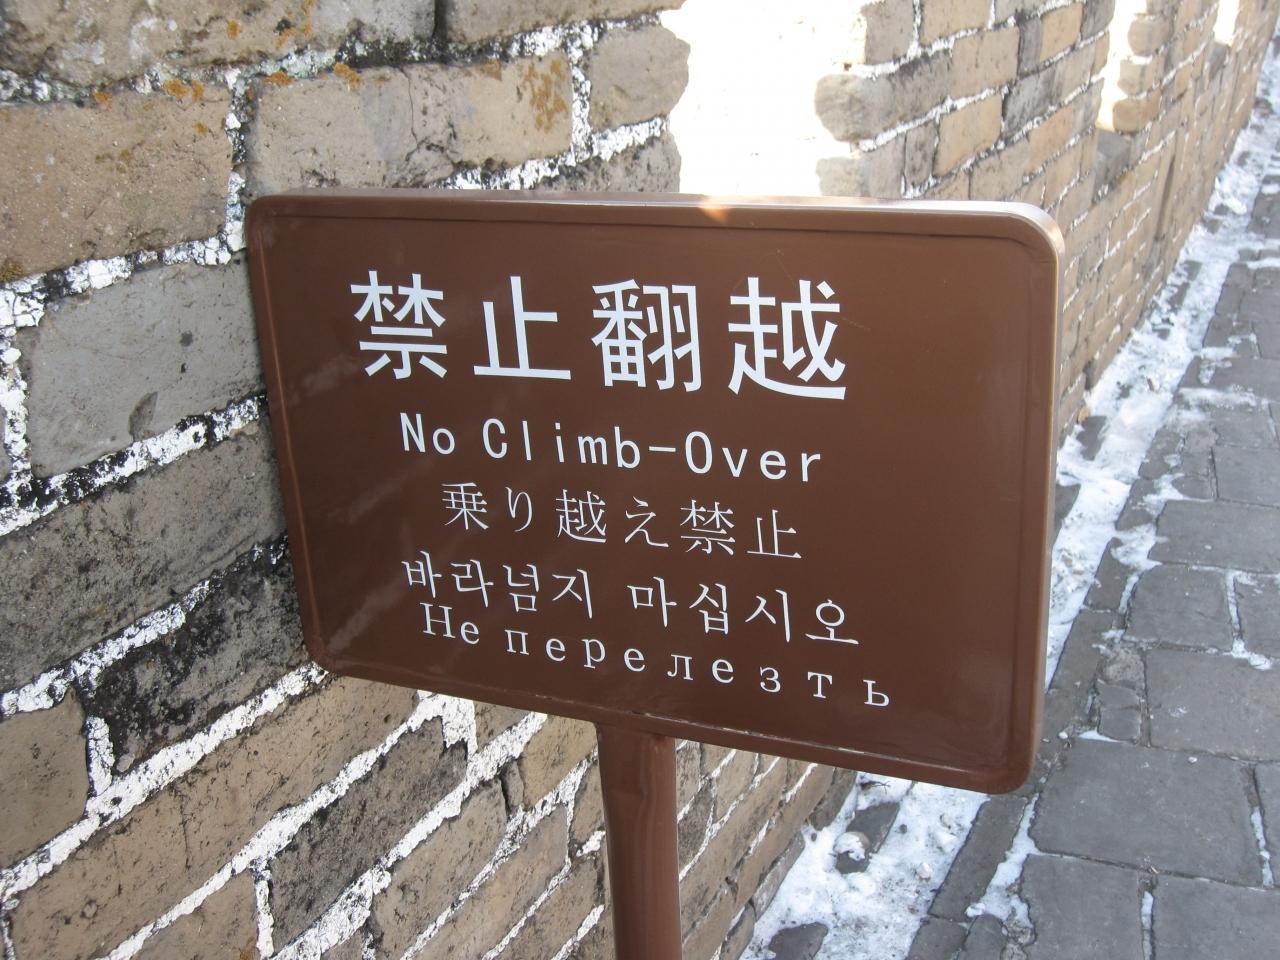 禁止翻越
No Climb-Over
乗り越え禁止
바라넘지 마십시오
Не перелезть